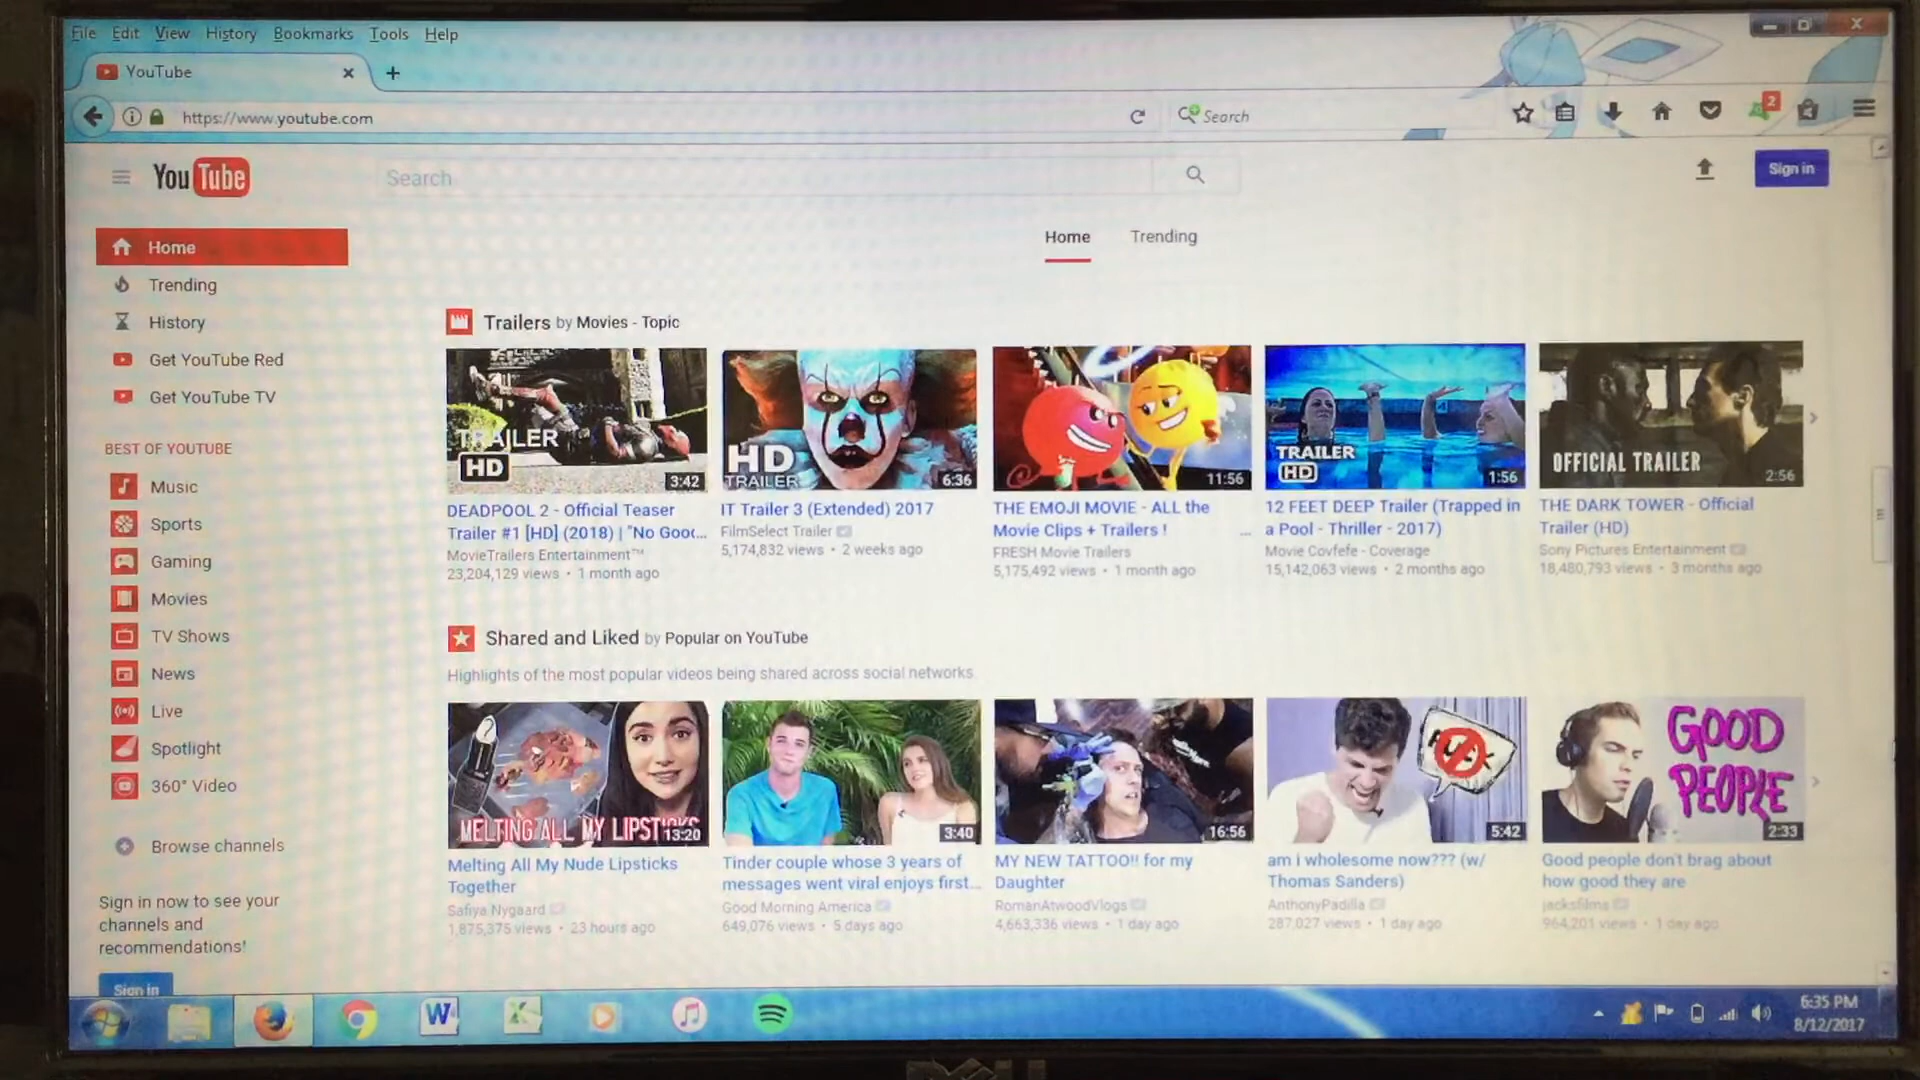 File Edit View History Bookmarks Tools Help
YouTube
https://www.youtube.com
Search
2
YouTube
Search
Sign in
Home
Trending
History
Get YouTube Red
Get YouTube TV
BEST OF YOUTUBE
Music
Sports
Gaming
Movies
TV Shows
News
Live
Spotlight
360° Video
Browse channels
Sign in now to see your
channels and
recommendations!
Sign in
Home Trending
Trailers by Movies - Topic
TRAILER
HD
3:42
DEADPOOL 2 - Official Teaser
Trailer #1 [HD] (2018) | "No Good...
MovieTrailers Entertainment™
23,204,129 views • 1 month ago
HD
TRAILER
6:36
IT Trailer 3 (Extended) 2017
FilmSelect Trailer
5,174,832 views • 2 weeks ago
11:56
THE EMOJI MOVIE - ALL the
Movie Clips + Trailers ! ...
FRESH Movie Trailers
5,175,492 views • 1 month ago
TRAILER
HD
1:56
12 FEET DEEP Trailer (Trapped in
a Pool - Thriller - 2017)
Movie Covfefe - Coverage
15,142,063 views • 2 months ago
OFFICIAL TRAILER
2:56
THE DARK TOWER - Official
Trailer (HD)
Sony Pictures Entertainment
18,480,793 views • 3 months ago
Shared and Liked by Popular on YouTube
Highlights of the most popular videos being shared across social networks.
MELTING ALL MY LIPSTICKS
13:20
Melting All My Nude Lipsticks
Together
Safiya Nygaard
1,875,375 views • 23 hours ago
3:40
Tinder couple whose 3 years of
messages went viral enjoys first...
Good Morning America
649,076 views • 5 days ago
16:56
MY NEW TATTOO!! for my
Daughter
RomanAtwoodVlogs
4,663,336 views • 1 day ago
5:42
am i wholesome now??? (w/
Thomas Sanders)
AnthonyPadilla
287,027 views • 1 day ago
GOOD
PEOPLE
2:33
Good people don't brag about
how good they are
jacksfilms
964,201 views • 1 day ago
6:35 PM
8/12/2017